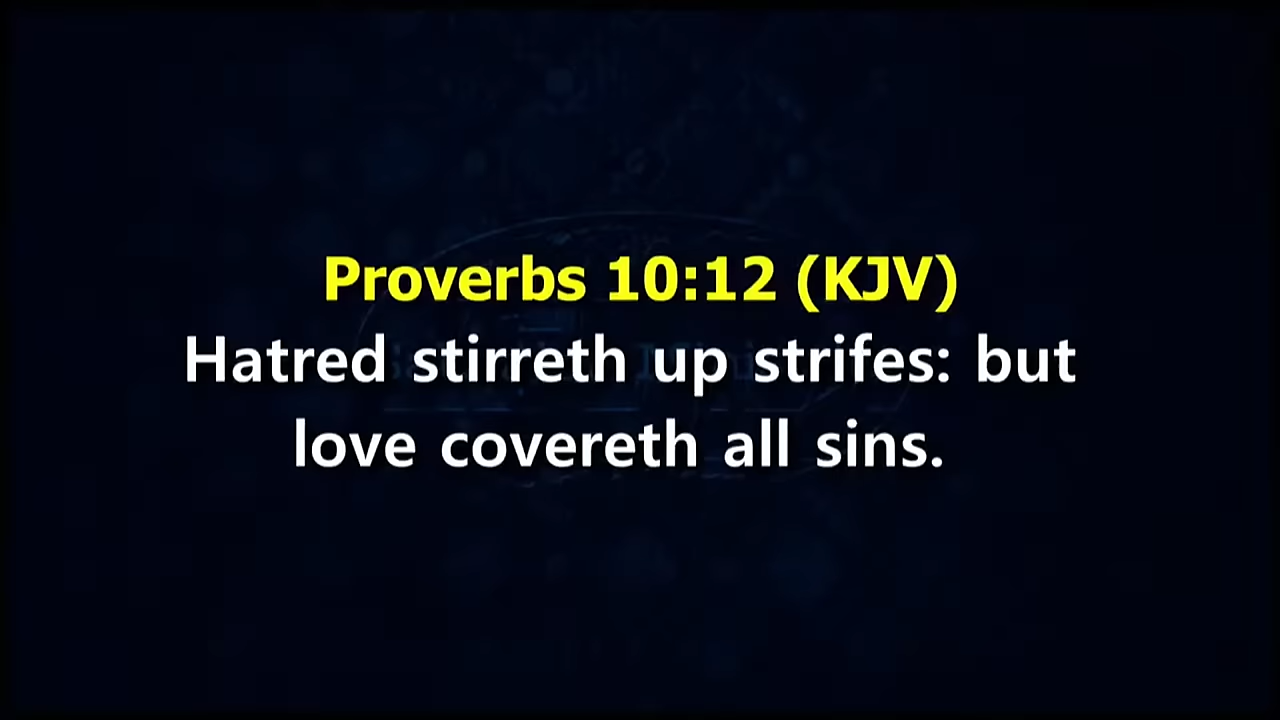 Proverbs 10:12 (KJV)
Hatred stirreth up strifes: but
love covereth all sins.